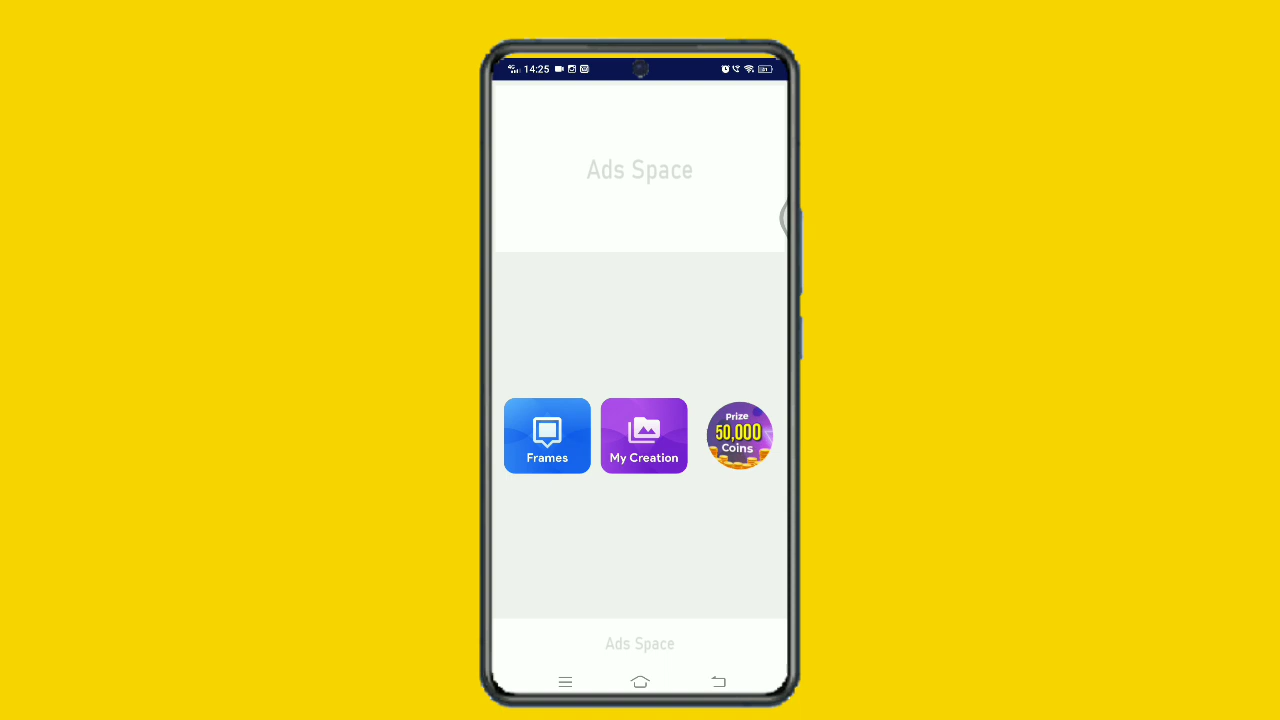 14:25
Ads Space
Frames
My Creation
Prize
50,000
Coins
Ads Space